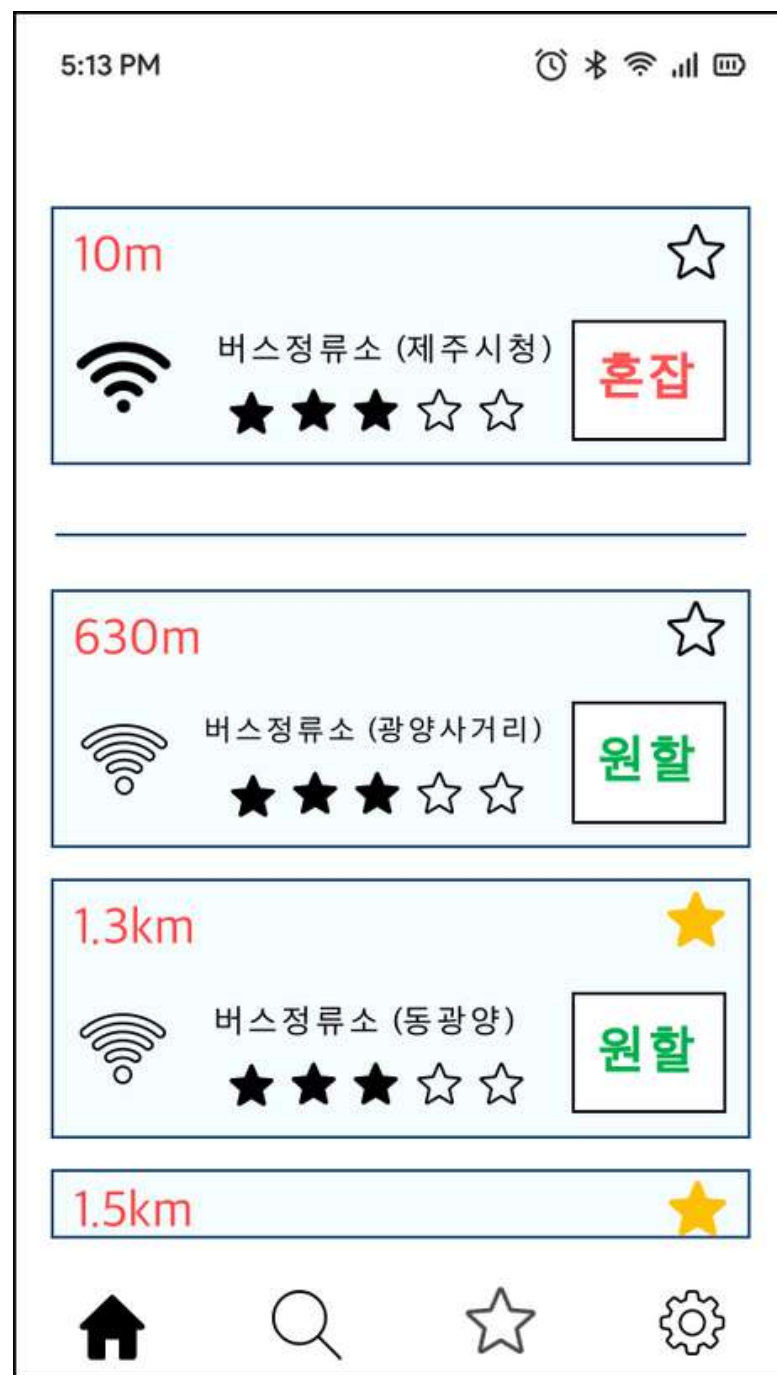 5:13 PM
10m
버스정류소 (제주시청)
혼잡
630m
버스정류소 (광양사거리)
원할
1.3km
버스정류소 (동광양)
원할
1.5km